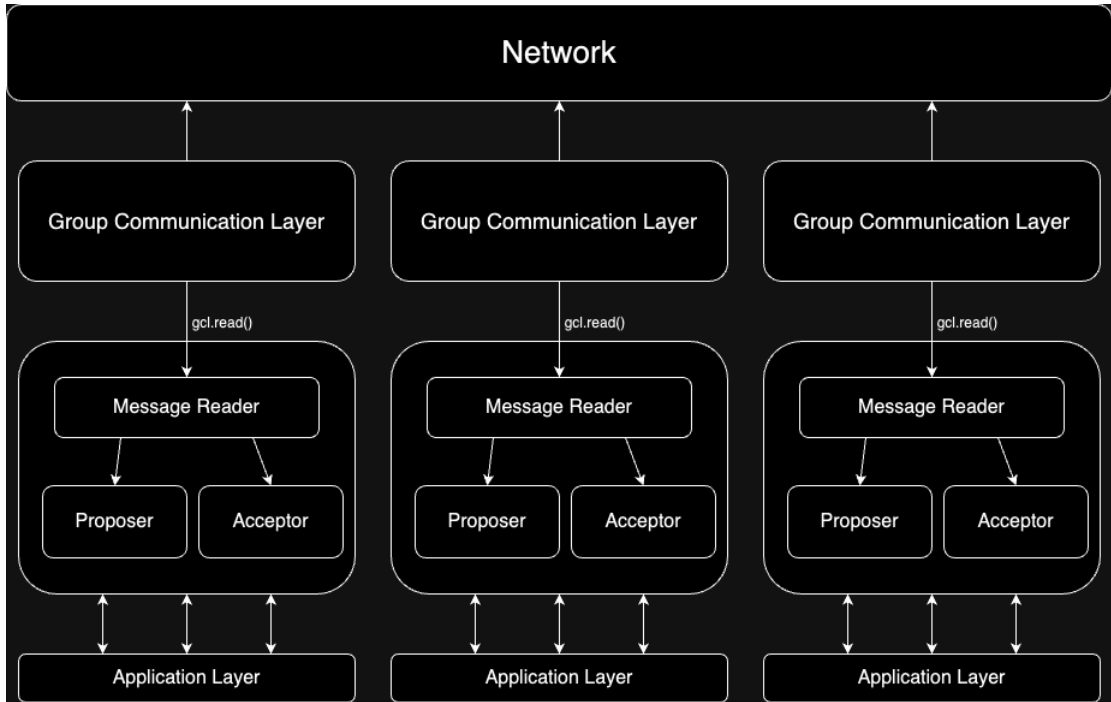 Network
Group Communication Layer
Group Communication Layer
Group Communication Layer
gcl.read()
gcl.read()
gcl.read()
Message Reader
Message Reader
Message Reader
Proposer
Acceptor
Proposer
Acceptor
Proposer
Acceptor
Application Layer
Application Layer
Application Layer